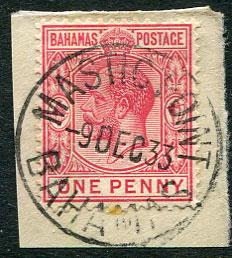 BAHAMAS POSTAGE
MASTIC POINT
-9 DEC 33
BAHAMAS
ONE PENNY